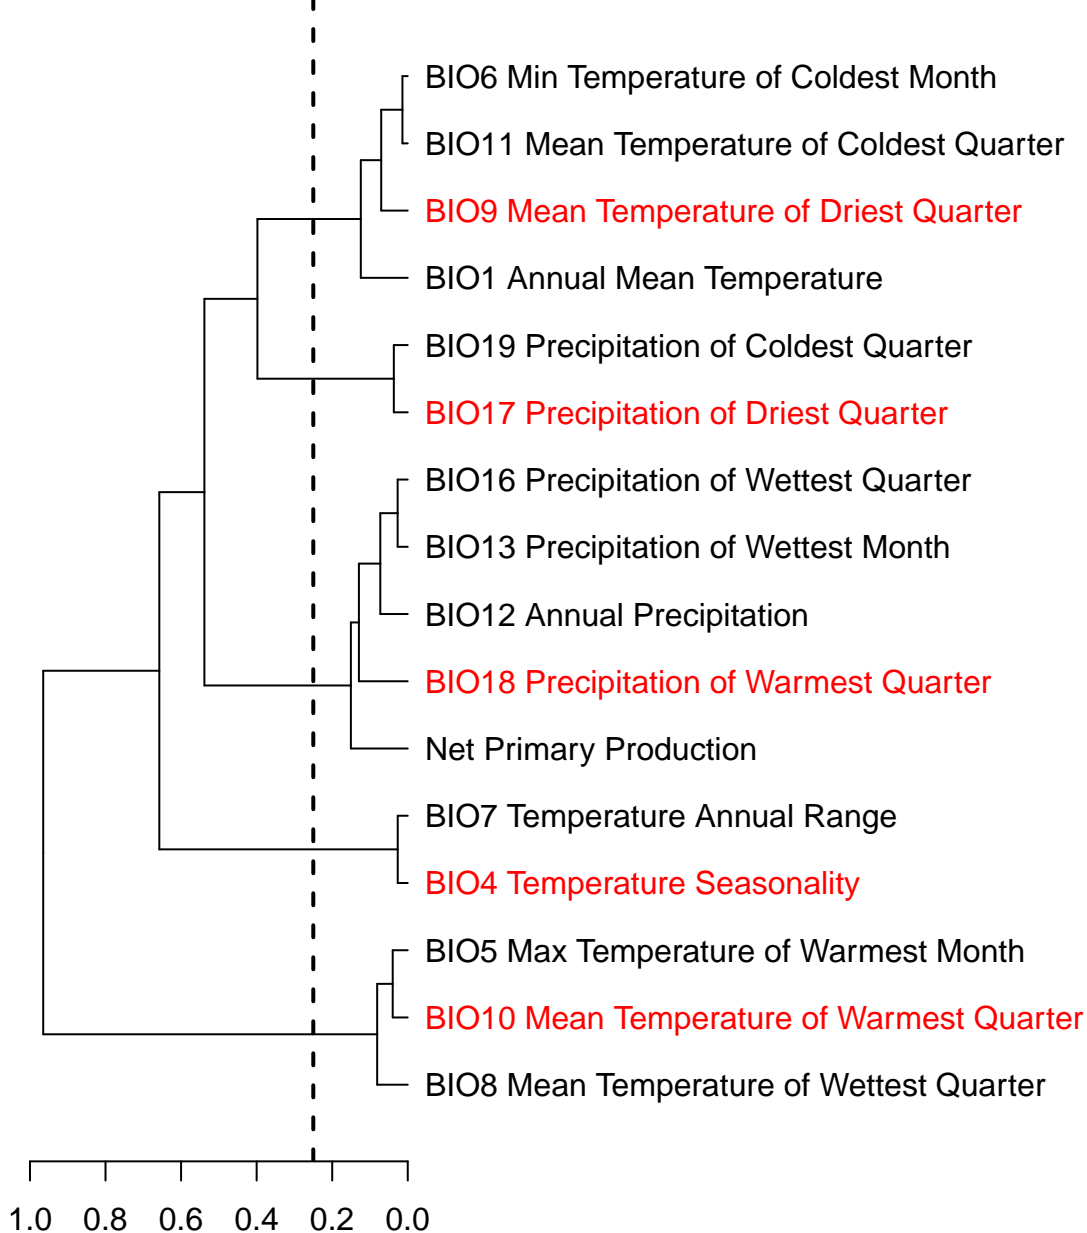 BIO6 Min Temperature of Coldest Month
BIO11 Mean Temperature of Coldest Quarter
BIO9 Mean Temperature of Driest Quarter
BIO1 Annual Mean Temperature
BIO19 Precipitation of Coldest Quarter
BIO17 Precipitation of Driest Quarter
BIO16 Precipitation of Wettest Quarter
BIO13 Precipitation of Wettest Month
BIO12 Annual Precipitation
BIO18 Precipitation of Warmest Quarter
Net Primary Production
BIO7 Temperature Annual Range
BIO4 Temperature Seasonality
BIO5 Max Temperature of Warmest Month
BIO10 Mean Temperature of Warmest Quarter
BIO8 Mean Temperature of Wettest Quarter
1.0 0.8 0.6 0.4 0.2 0.0